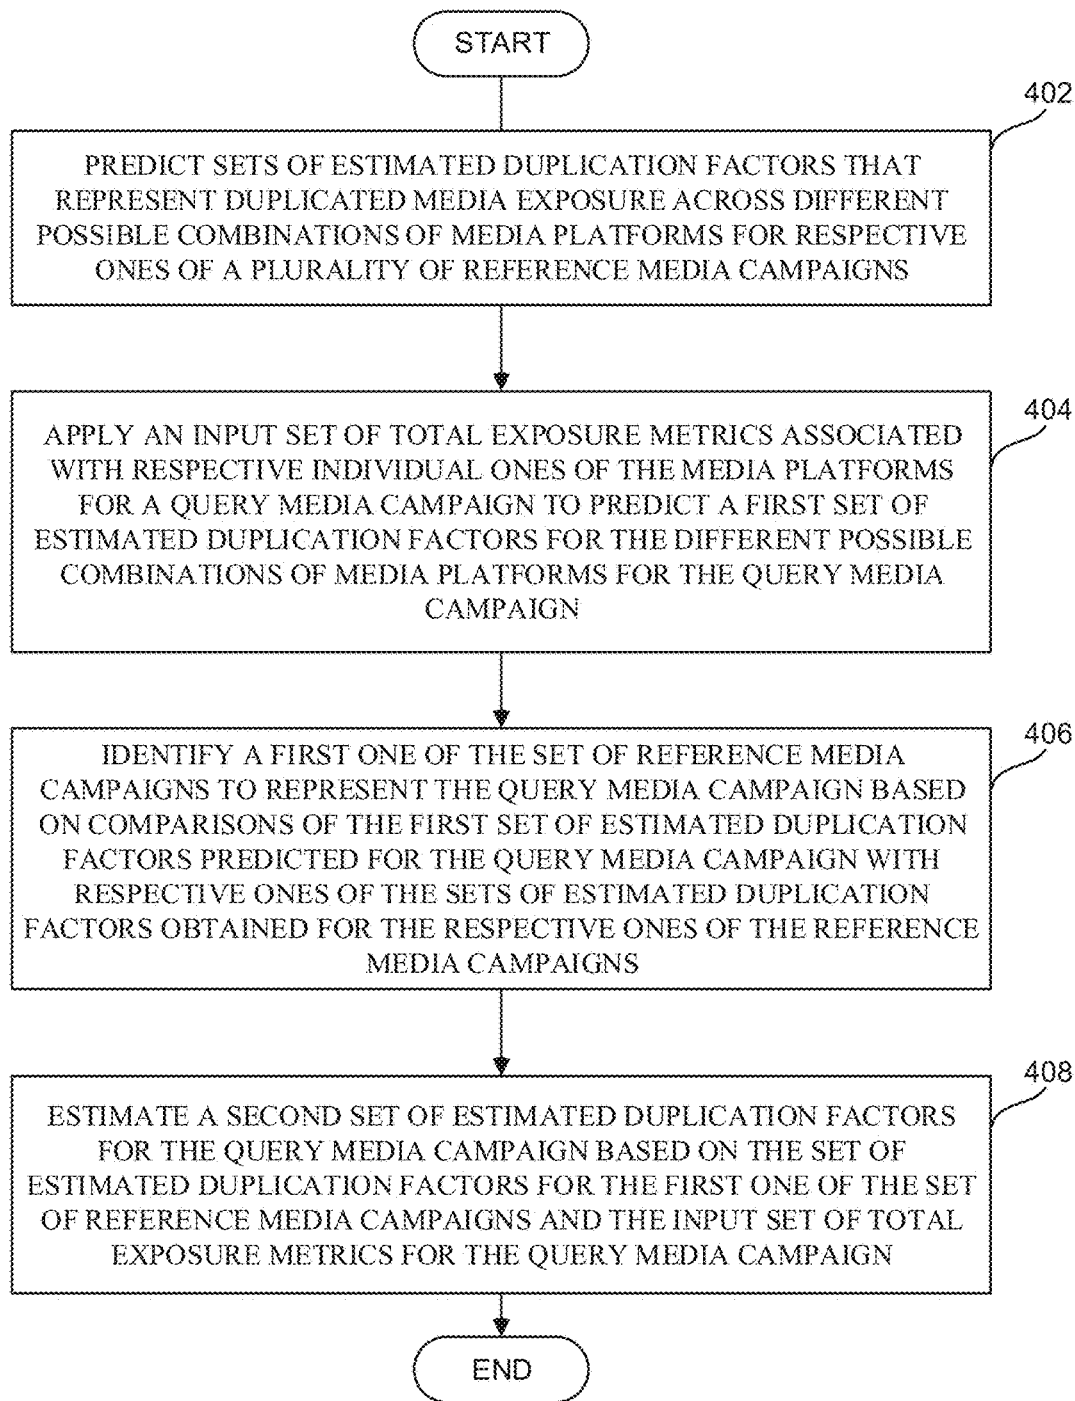 START
402
PREDICT SETS OF ESTIMATED DUPLICATION FACTORS THAT
REPRESENT DUPLICATED MEDIA EXPOSURE ACROSS DIFFERENT
POSSIBLE COMBINATIONS OF MEDIA PLATFORMS FOR RESPECTIVE
ONES OF A PLURALITY OF REFERENCE MEDIA CAMPAIGNS
404
APPLY AN INPUT SET OF TOTAL EXPOSURE METRICS ASSOCIATED
WITH RESPECTIVE INDIVIDUAL ONES OF THE MEDIA PLATFORMS
FOR A QUERY MEDIA CAMPAIGN TO PREDICT A FIRST SET OF
ESTIMATED DUPLICATION FACTORS FOR THE DIFFERENT POSSIBLE
COMBINATIONS OF MEDIA PLATFORMS FOR THE QUERY MEDIA
CAMPAIGN
406
IDENTIFY A FIRST ONE OF THE SET OF REFERENCE MEDIA
CAMPAIGNS TO REPRESENT THE QUERY MEDIA CAMPAIGN BASED
ON COMPARISONS OF THE FIRST SET OF ESTIMATED DUPLICATION
FACTORS PREDICTED FOR THE QUERY MEDIA CAMPAIGN WITH
RESPECTIVE ONES OF THE SETS OF ESTIMATED DUPLICATION
FACTORS OBTAINED FOR THE RESPECTIVE ONES OF THE REFERENCE
MEDIA CAMPAIGNS
408
ESTIMATE A SECOND SET OF ESTIMATED DUPLICATION FACTORS
FOR THE QUERY MEDIA CAMPAIGN BASED ON THE SET OF
ESTIMATED DUPLICATION FACTORS FOR THE FIRST ONE OF THE SET
OF REFERENCE MEDIA CAMPAIGNS AND THE INPUT SET OF TOTAL
EXPOSURE METRICS FOR THE QUERY MEDIA CAMPAIGN
END